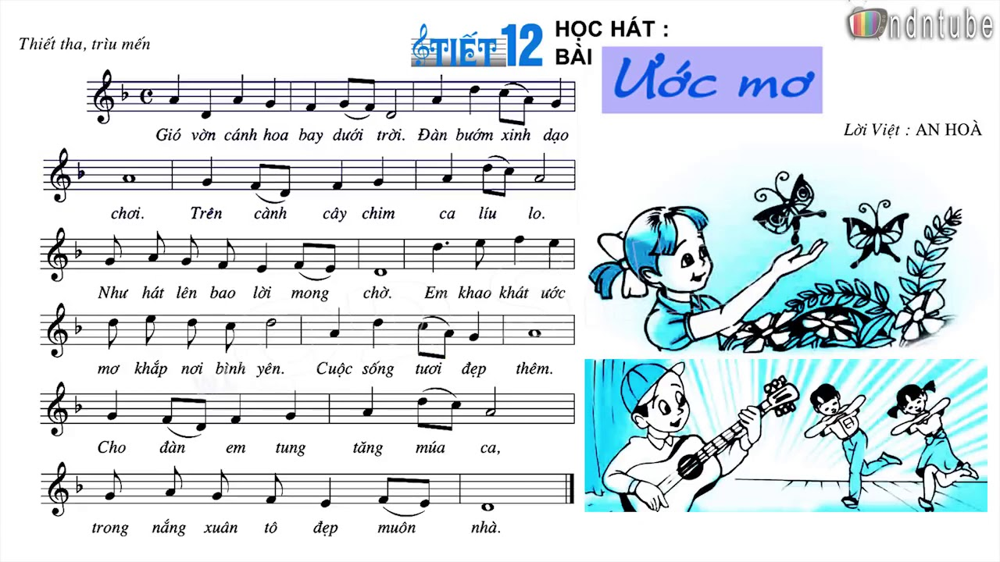 Thiết tha, trìu mến
TIẾT 12
HỌC HÁT :
BÀI
Ước mơ
ndntube
Lời Việt : AN HOÀ
Gió vờn cánh hoa bay dưới trời. Đàn bướm xinh dạo
chơi. Trên cành cây chim ca líu lo.
Như hát lên bao lời mong chờ. Em khao khát ước
mơ khắp nơi bình yên. Cuộc sống tươi đẹp thêm.
Cho đàn em tung tăng múa ca,
trong nắng xuân tô đẹp muôn nhà.